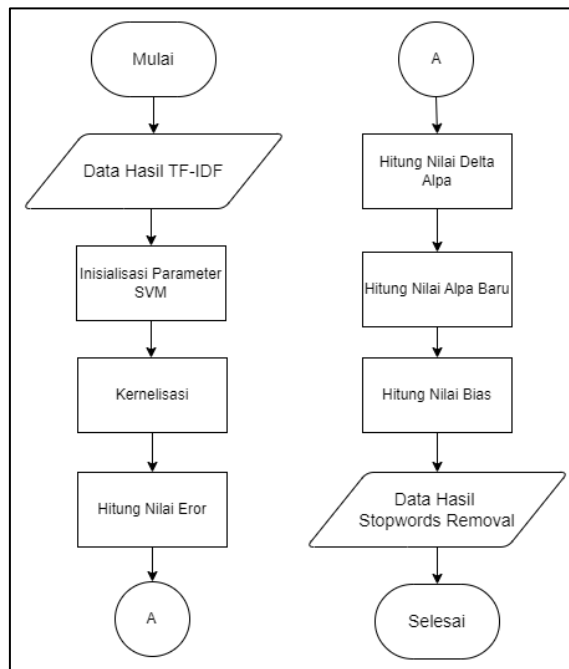 Mulai
Data Hasil TF-IDF
Inisialisasi Parameter
SVM
Kernelisasi
Hitung Nilai Eror
A
A
Hitung Nilai Delta
Alpa
Hitung Nilai Alpa Baru
Hitung Nilai Bias
Data Hasil
Stopwords Removal
Selesai